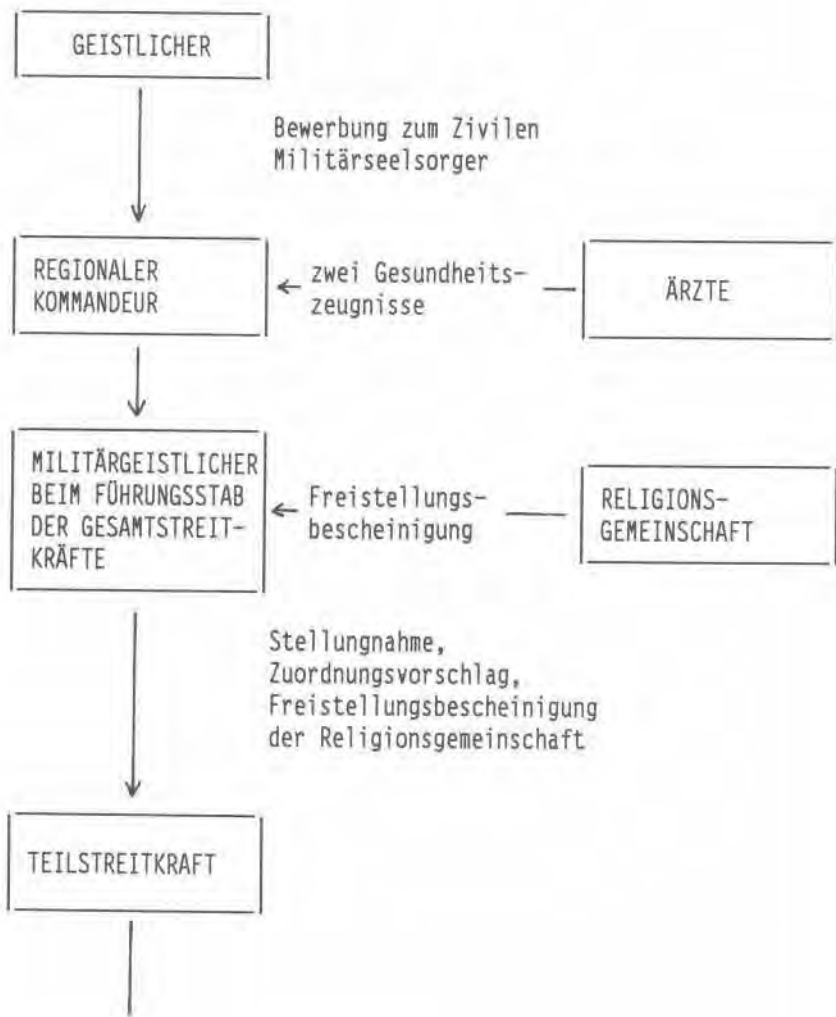 GEISTLICHER
Bewerbung zum Zivilen
Militärseelsorger
REGIONALER
KOMMANDEUR
zwei Gesundheits-
zeugnisse
ÄRZTE
MILITÄRGEISTLICHER
BEIM FÜHRUNGSSTAB
DER GESAMTSTREIT-
KRÄFTE
Freistellungs-
bescheinigung
RELIGIONS-
GEMEINSCHAFT
Stellungnahme,
Zuordnungsvorschlag,
Freistellungsbescheinigung
der Religionsgemeinschaft
TEILSTREITKRAFT